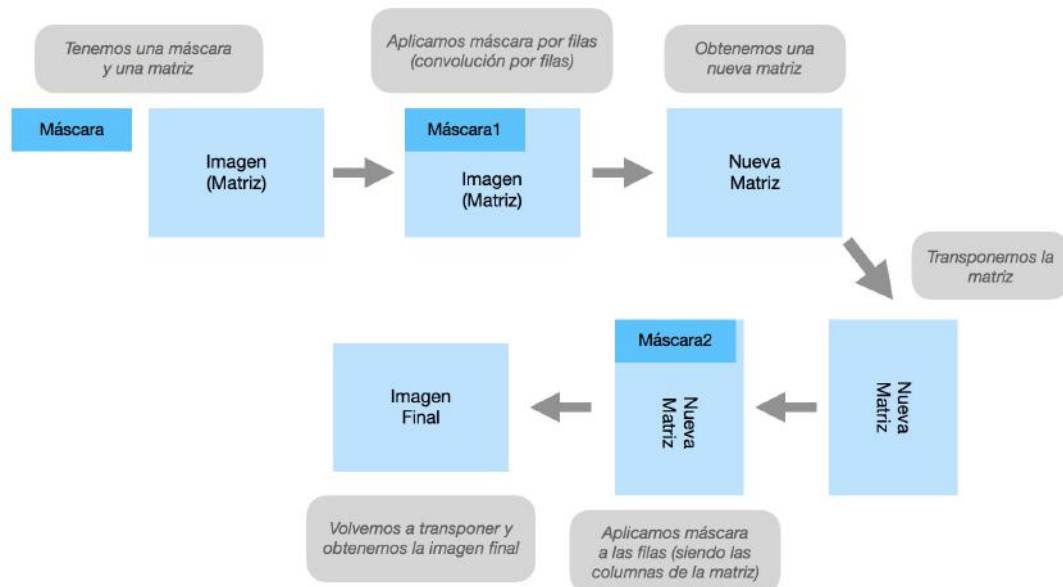 Tenemos una máscara
y una matriz
Aplicamos máscara por filas
(convolución por filas)
Obtenemos una
nueva matriz
Máscara
Imagen
(Matriz)
Máscara1
Imagen
(Matriz)
Nueva
Matriz
Transponemos la
matriz
Nueva
Matriz
Máscara2
Nueva
Matriz
Imagen
Final
Aplicamos máscara
a las filas (siendo las
columnas de la matriz)
Volvemos a transponer y
obtenemos la imagen final